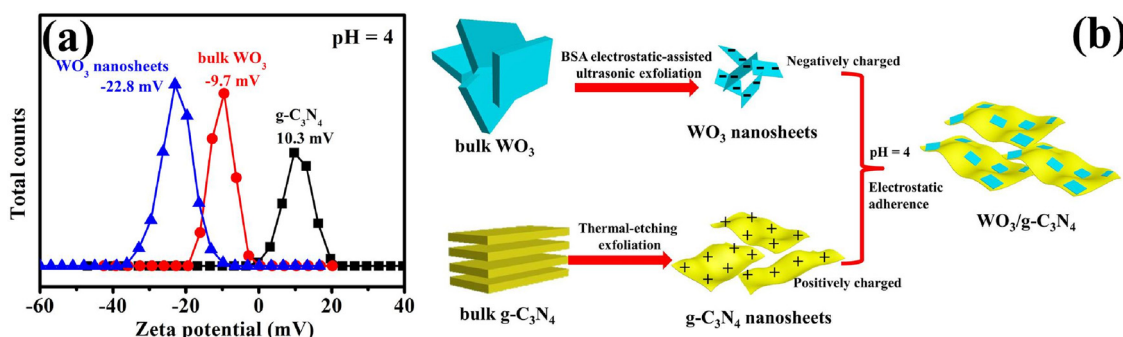 (a)
pH = 4
WO₃ nanosheets
-22.8 mV
bulk WO₃
-9.7 mV
g-C₃N₄
10.3 mV
Total counts
-60 -40 -20 0 20 40
Zeta potential (mV)
(b)
bulk WO₃
BSA electrostatic-assisted
ultrasonic exfoliation
Negatively charged
WO₃ nanosheets
bulk g-C₃N₄
Thermal-etching
exfoliation
Positively charged
g-C₃N₄ nanosheets
pH = 4
Electrostatic
adherence
WO₃/g-C₃N₄